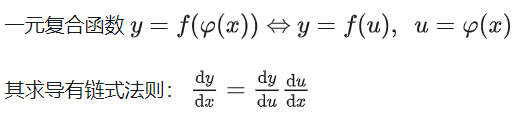 一元复合函数 y = f(φ(x)) ⇔ y = f(u), u = φ(x)
其求导有链式法则： dy/dx = dy/du du/dx